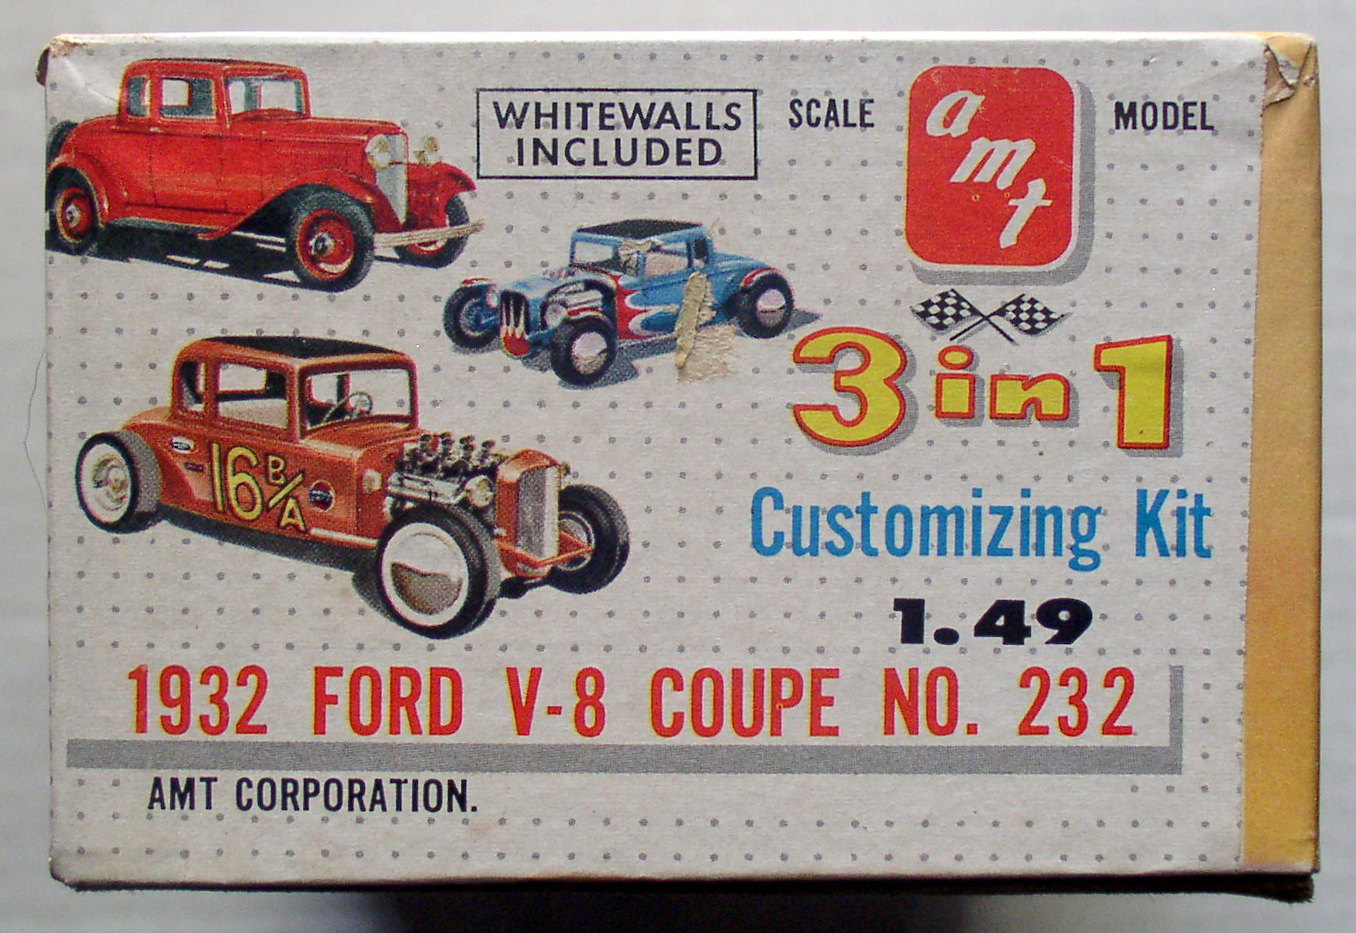 WHITEWALLS
INCLUDED
SCALE
amt
MODEL
3 in 1
Customizing Kit
1.49
16 B/A
1932 FORD V-8 COUPE NO. 232
AMT CORPORATION.